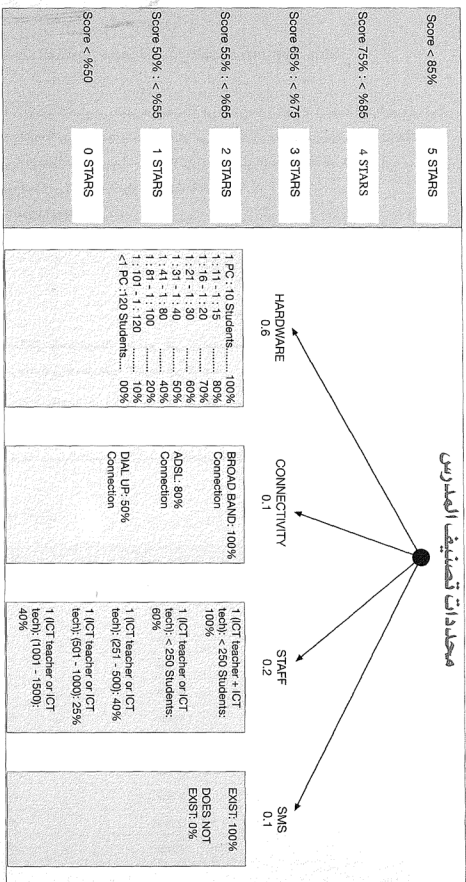 محددات تصنيف المدرس
HARDWARE
0.6
CONNECTIVITY
0.1
STAFF
0.2
SMS
0.1
Score < 85%
5 STARS
Score 75% : < %85
4 STARS
Score 65% : < %75
3 STARS
Score 55% : < %65
2 STARS
Score 50% : < %55
1 STARS
Score < %50
0 STARS
1 PC : 10 Students........ 100%
1 : 11 - 1 : 15 ........ 80%
1 : 16 - 1 : 20 ........ 70%
1 : 21 - 1 : 30 ........ 60%
1 : 31 - 1 : 40 ........ 50%
1 : 41 - 1 : 80 ........ 40%
1 : 81 - 1 : 100 ........ 20%
1 : 101 - 1 : 120 ........ 10%
<1 PC :120 Students.... 00%
BROAD BAND: 100%
Connection
ADSL: 80%
Connection
DIAL UP: 50%
Connection
1 (ICT teacher + ICT
tech): < 250 Students:
100%
1 (ICT teacher or ICT
tech): < 250 Students:
60%
1 (ICT teacher or ICT
tech): (251 - 500): 40%
1 (ICT teacher or ICT
tech): (501 - 1000): 25%
1 (ICT teacher or ICT
tech): (1001 - 1500):
40%
EXIST: 100%
DOES NOT
EXIST: 0%